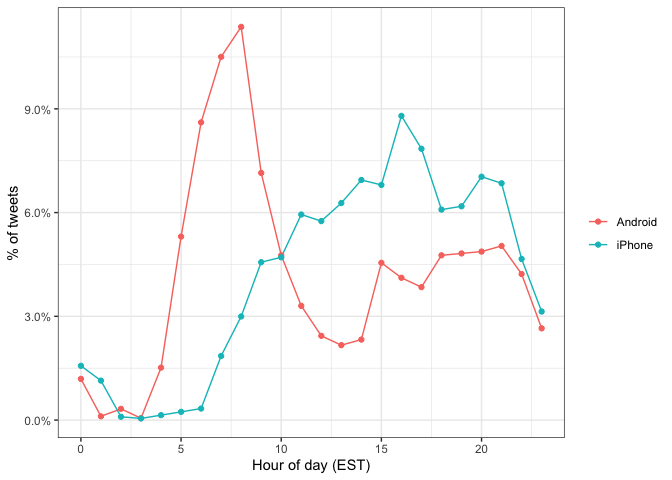 % of tweets
9.0%
6.0%
3.0%
0.0%
0 5 10 15 20
Hour of day (EST)
Android
iPhone